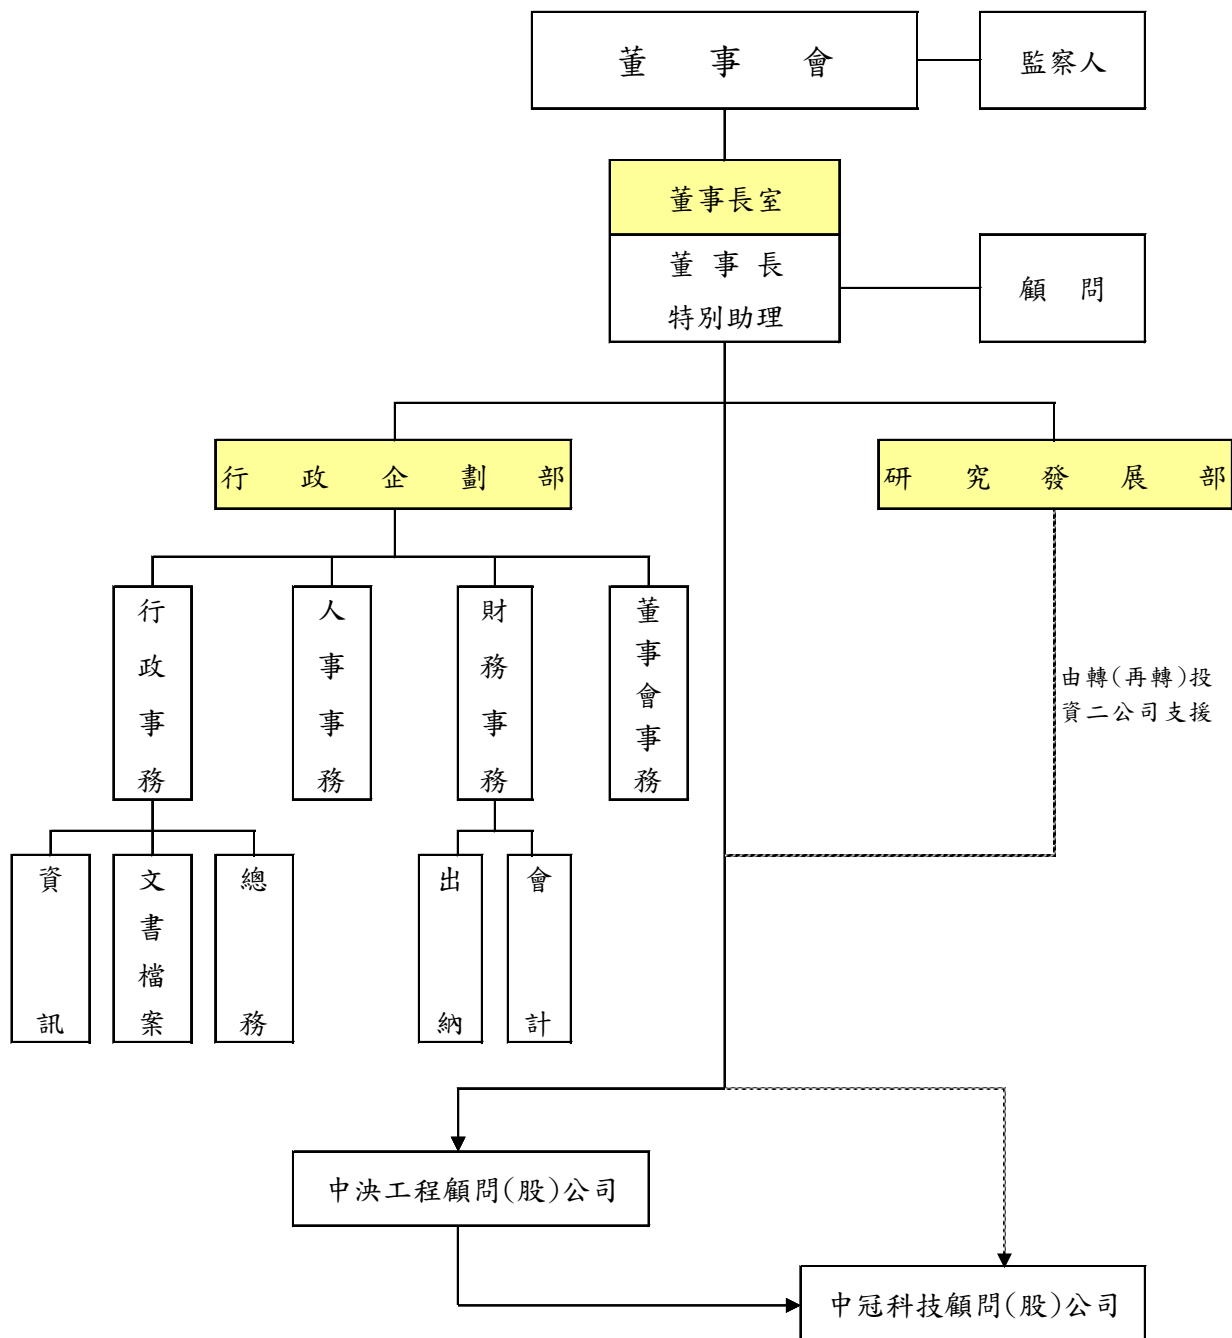 董事會
監察人
董事長室
董事長
特別助理
顧問
行政企劃部
研究發展部
行政事務
人事事務
財務事務
董事會事務
由轉(再轉)投
資二公司支援
資訊
文書檔案
總務
出納
會計
中泱工程顧問(股)公司
中冠科技顧問(股)公司